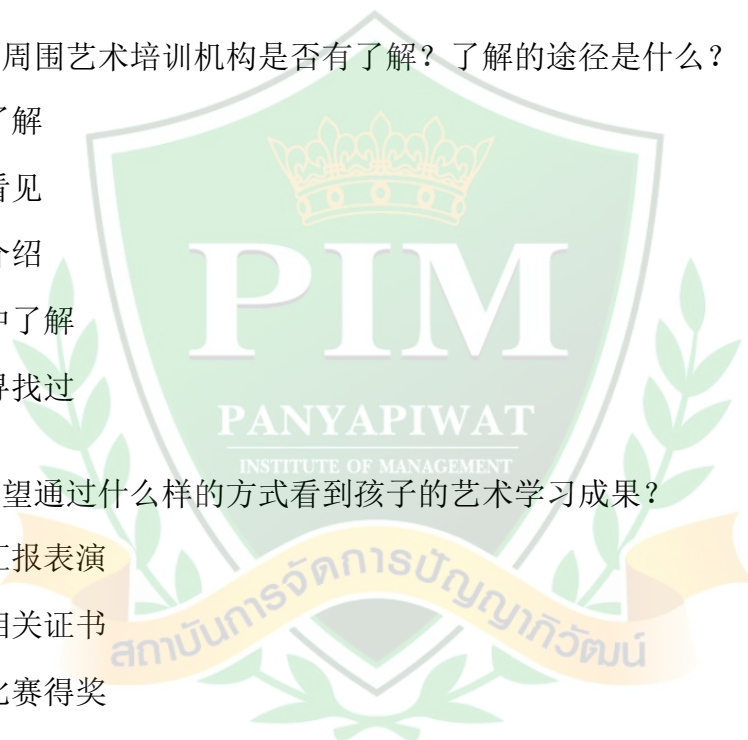 周围艺术培训机构是否有了解？了解的途径是什么？
了解
看见
介绍
中了解
寻找过
PIM
PANYAPIWAT
INSTITUTE OF MANAGEMENT
望通过什么样的方式看到孩子的艺术学习成果？
汇报表演
相关证书
比赛得奖
สถาบันการจัดการปัญญาภิวัฒน์